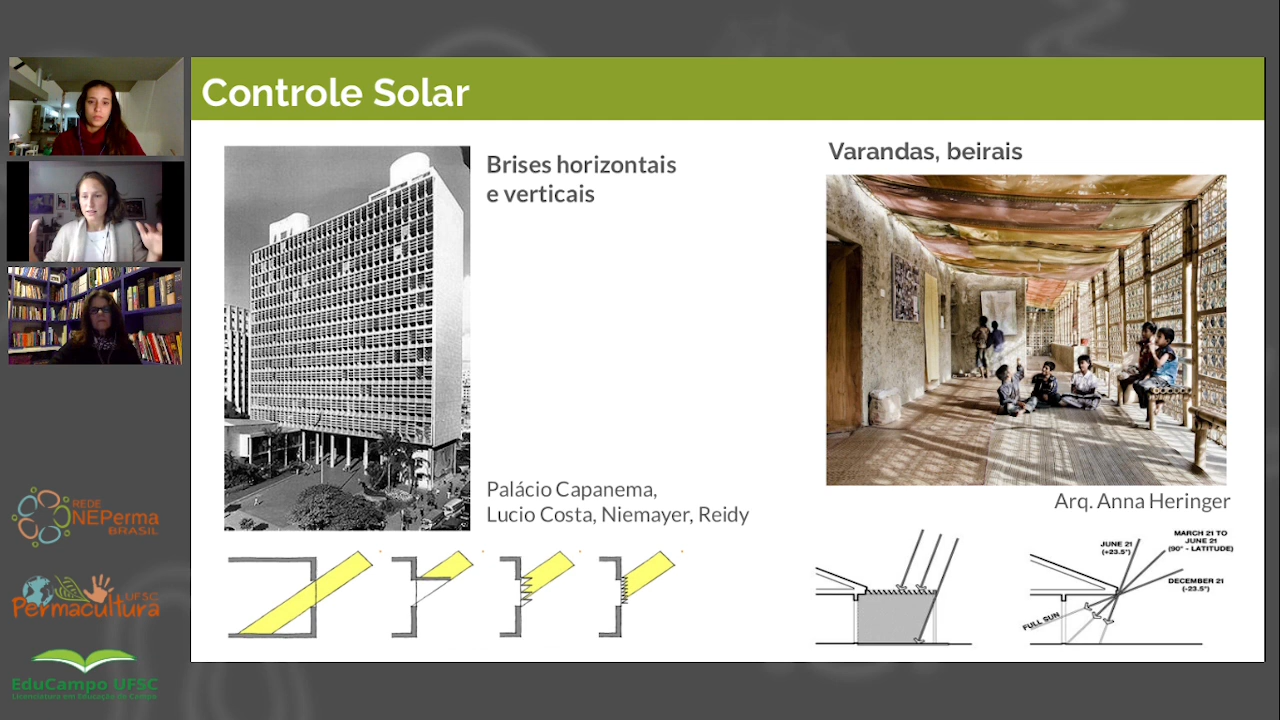 Controle Solar
Brises horizontais
e verticais
Palácio Capanema,
Lucio Costa, Niemayer, Reidy
Varandas, beirais
Arq. Anna Heringer
JUNE 21
(+23.5°)
MARCH 21 TO
JUNE 21
(90° - LATITUDE)
DECEMBER 21
(-23.5°)
FULL SUN
REDE
NEPerma
BRASIL
UFSC
Permacultura
EduCampo UFSC
Licenciatura em Educação do Campo